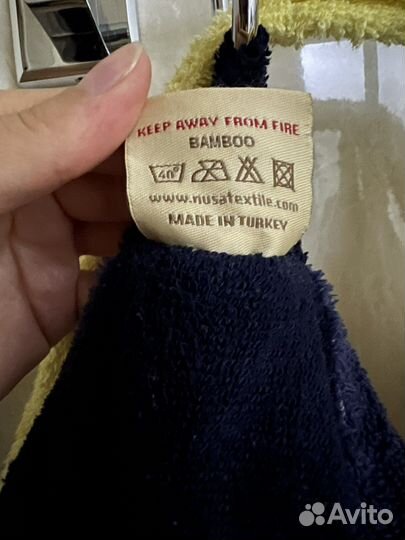 KEEP AWAY FROM FIRE
BAMBOO
40°
www.nusatextile.com
MADE IN TURKEY
Avito